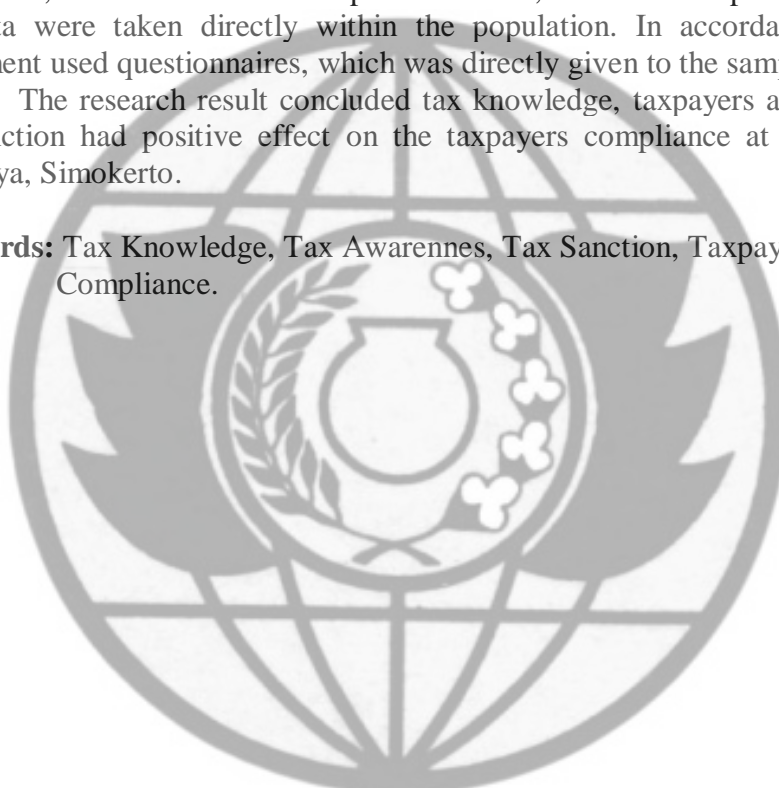 ta were taken directly within the population. In accorda
nent used questionnaires, which was directly given to the samp
The research result concluded tax knowledge, taxpayers a
ction had positive effect on the taxpayers compliance at
ya, Simokerto.
rds: Tax Knowledge, Tax Awarennes, Tax Sanction, Taxpay
Compliance.